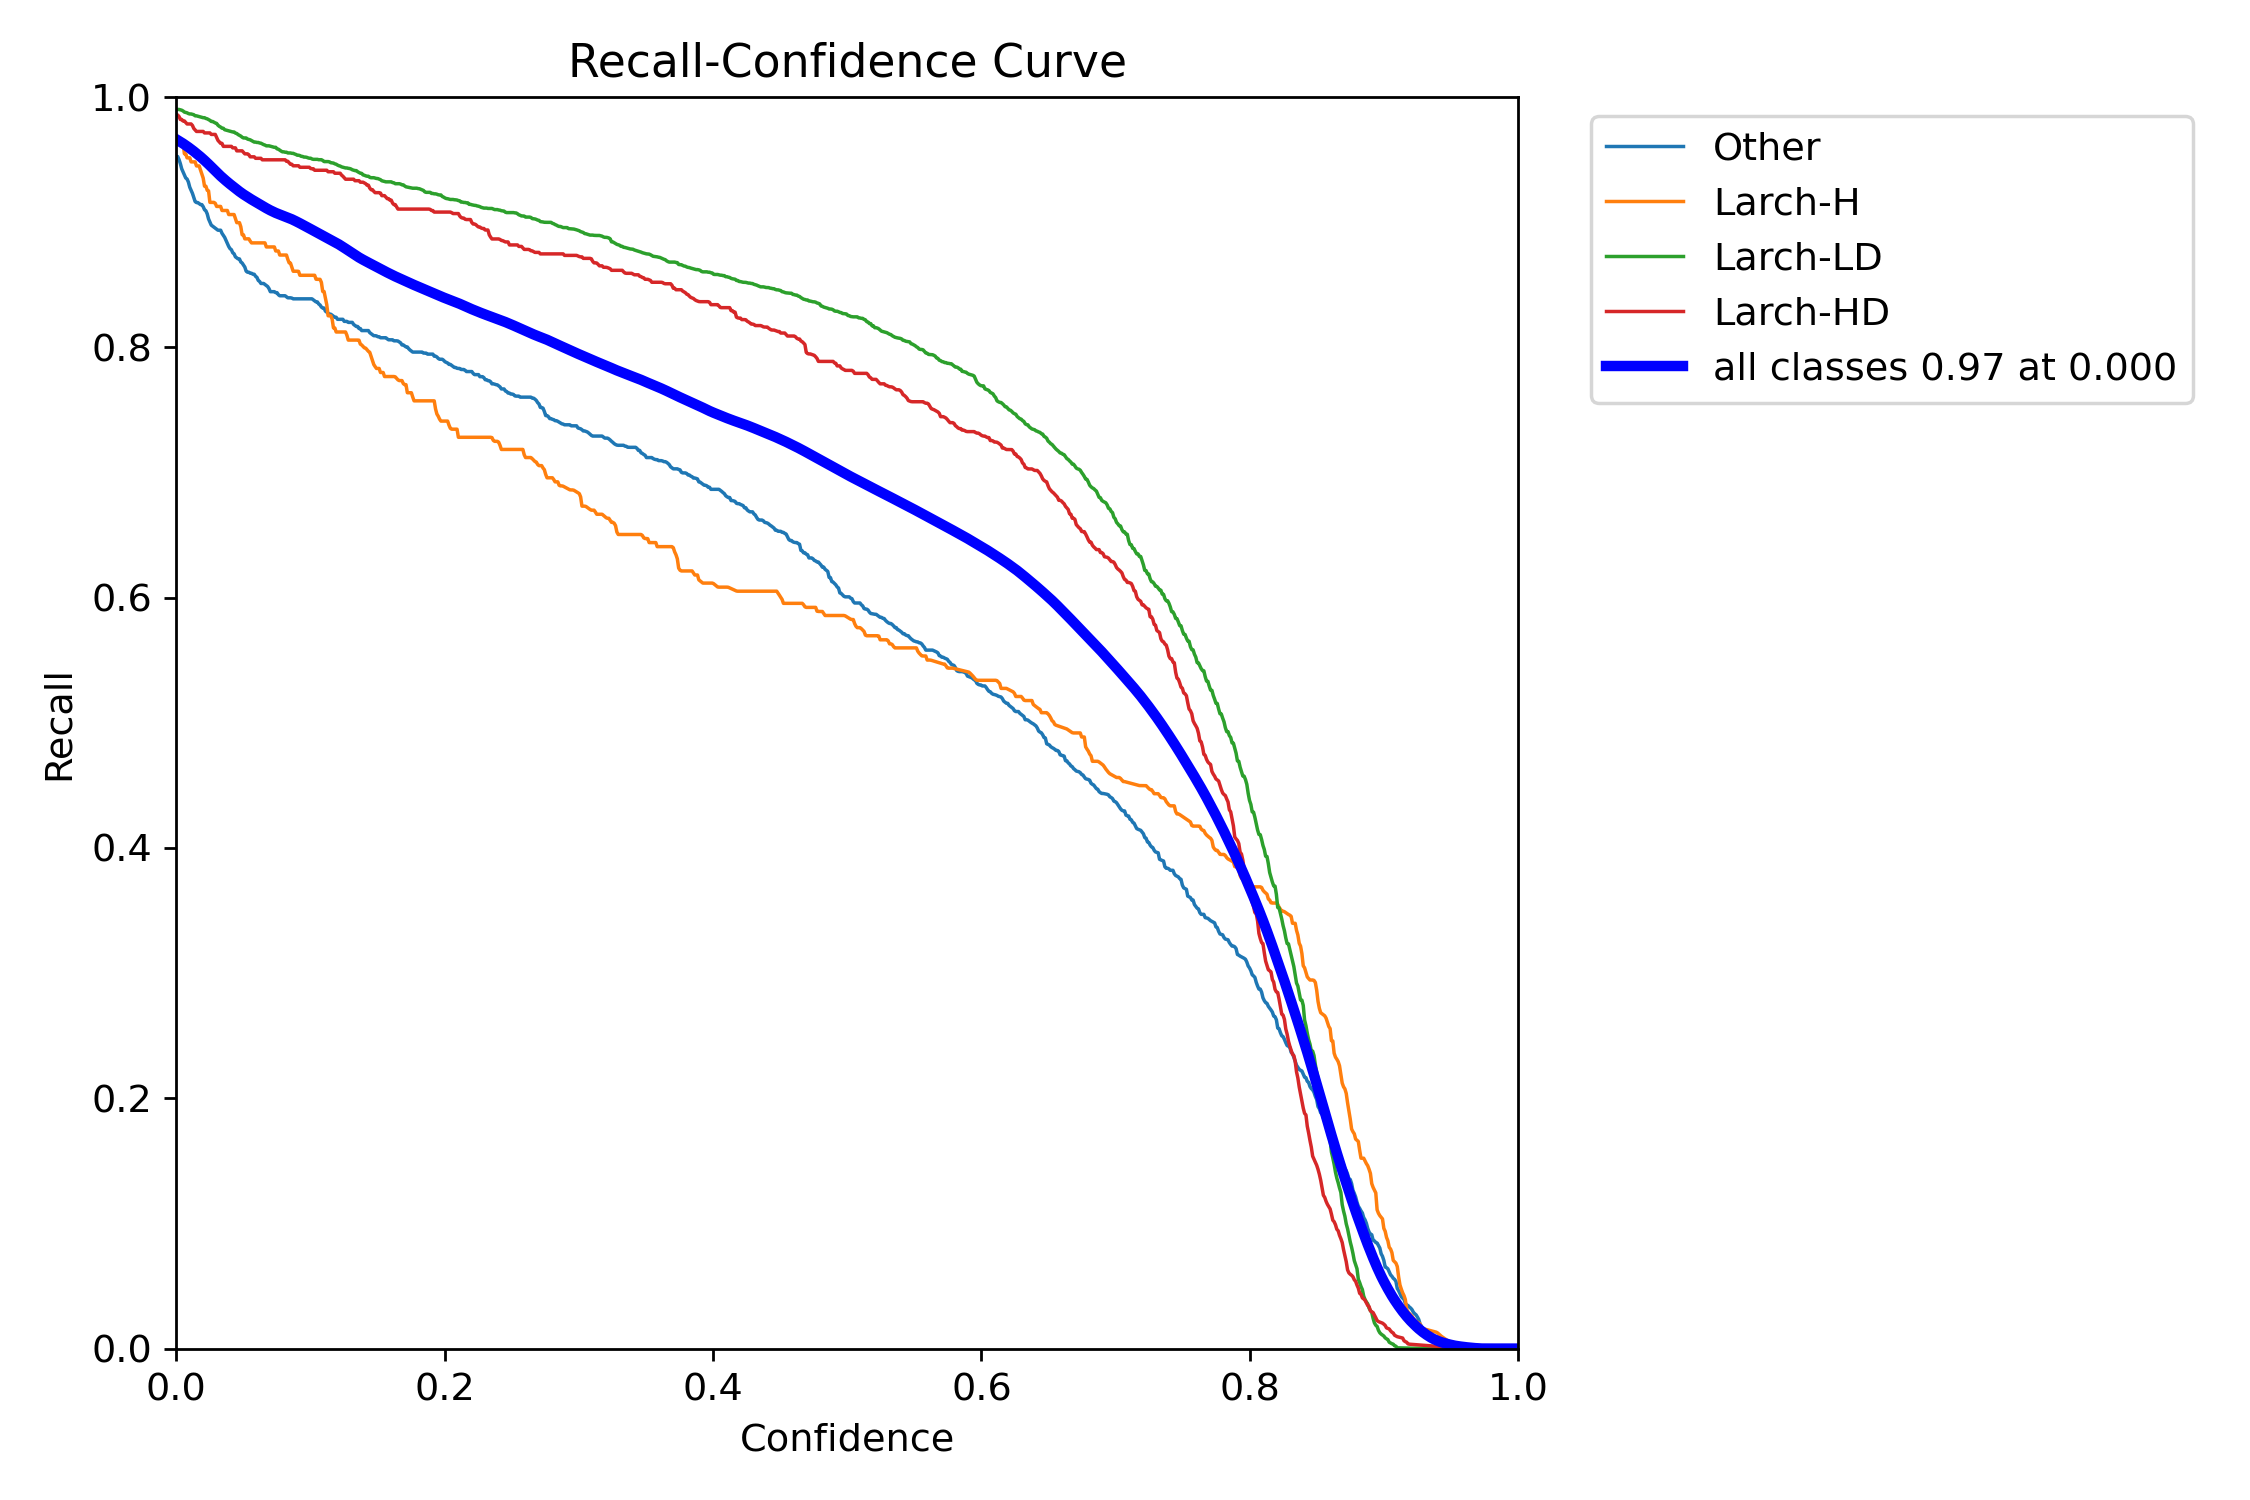 Recall-Confidence Curve
1.0
0.8
0.6
0.4
0.2
0.0
Recall
0.0 0.2 0.4 0.6 0.8 1.0
Confidence
Other
Larch-H
Larch-LD
Larch-HD
all classes 0.97 at 0.000